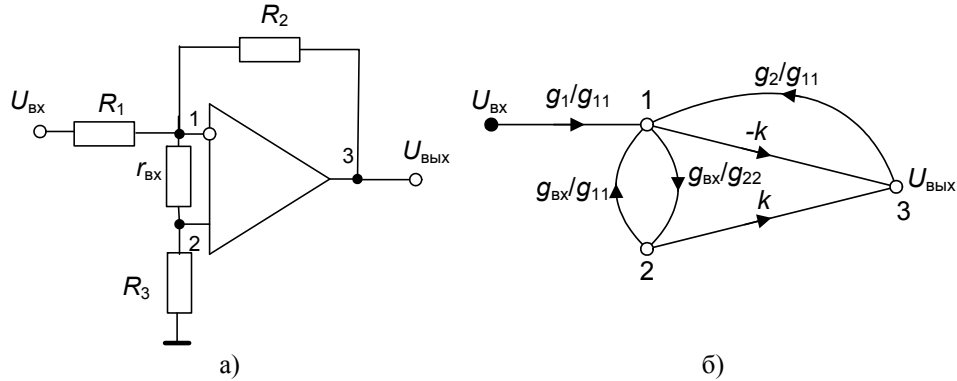 R2
Uвх
R1
1
rвх
3
Uвых
2
R3
а)
Uвх
g1/g11
1
g2/g11
-k
gвх/g11
gвх/g22
k
Uвых
3
2
б)